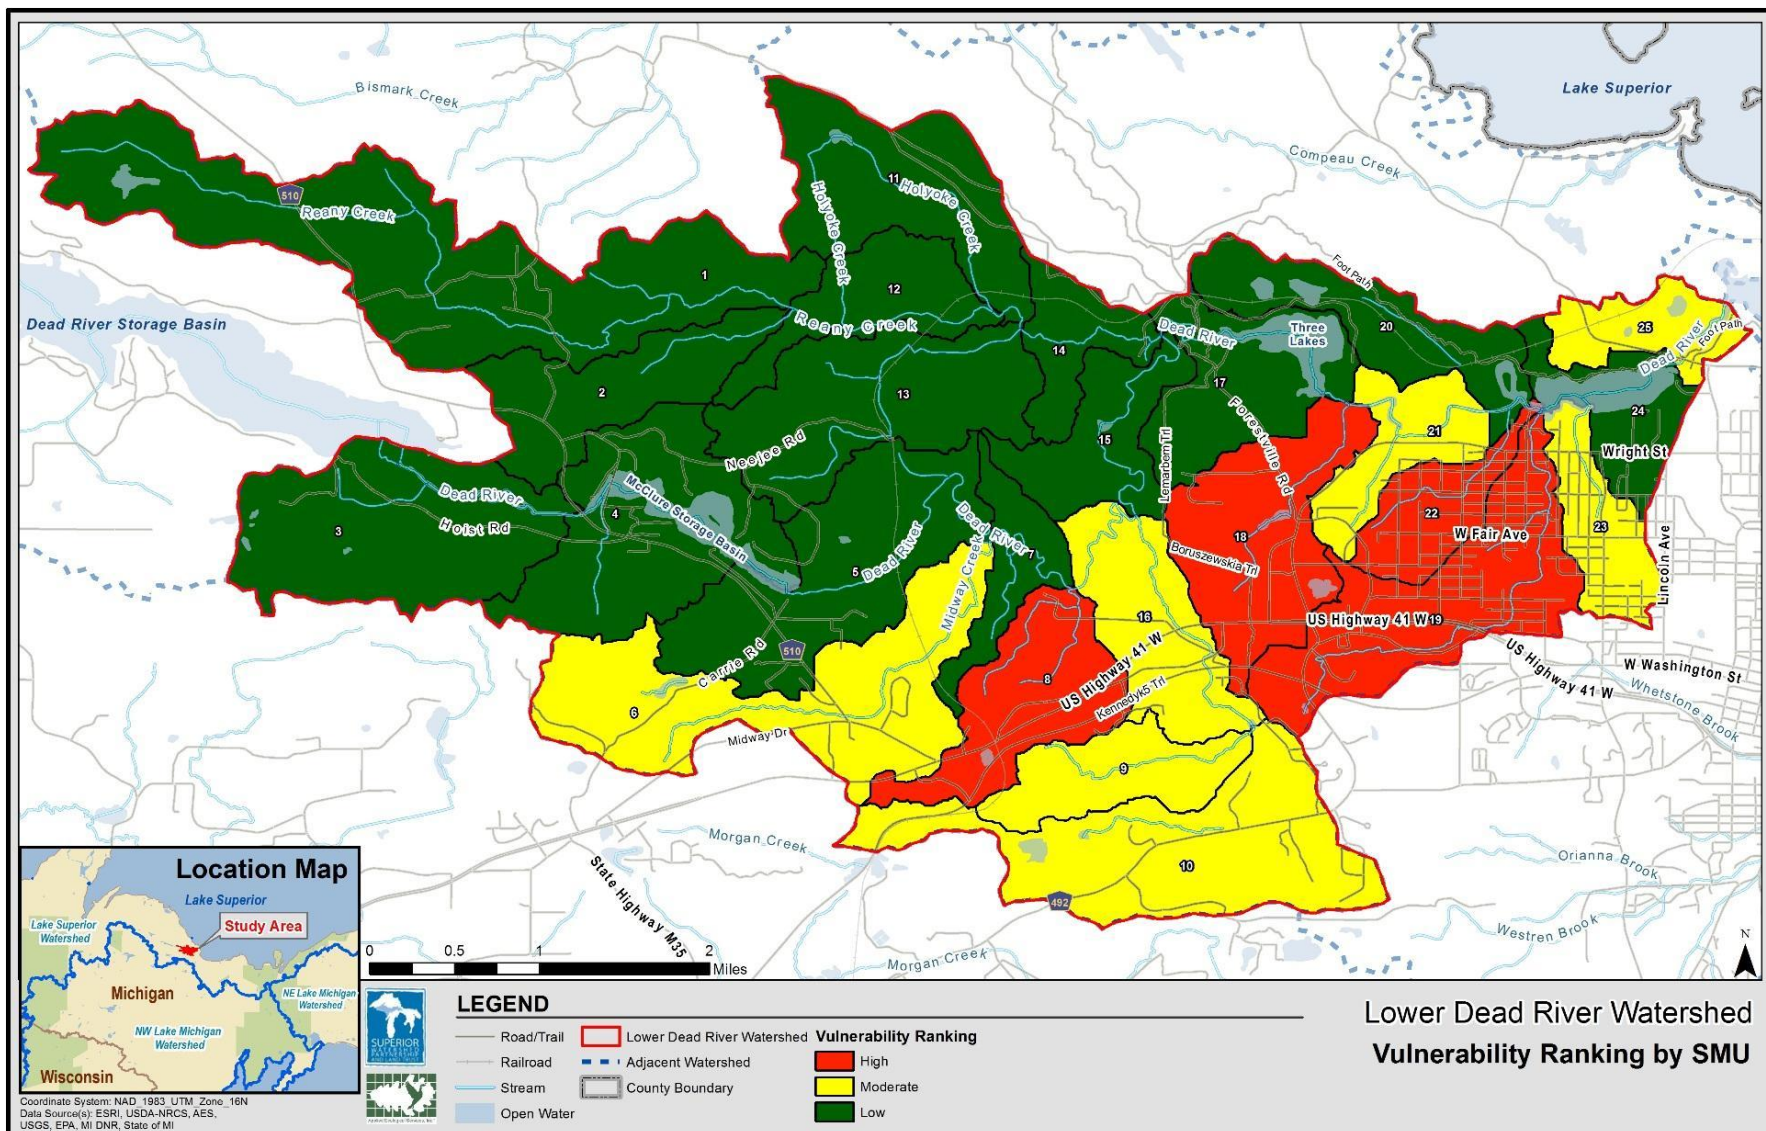 Bismark Creek
Lake Superior
Compeau Creek
510
Reany Creek
11
Holyoke Creek
Holyoke Creek
1
12
Foot Path
Dead River Storage Basin
Reany Creek
Dead River
Three
Lakes
20
25
Foot Path
Dead River
14
2
13
17
24
Forestville Rd
15
21
Neejee Rd
Wright St
Lemarbern Trl
McClure Storage Basin
Dead River
Hoist Rd
4
3
Dead River
Dead River
7
5
Midway Creek
18
22
W Fair Ave
23
Boruszewskia Trl
Lincoln Ave
16
US Highway 41 W
19
510
Carrie Rd
US Highway 41 W
US Highway 41 W
W Washington St
Whetstone Brook
8
Kennedyk5 Trl
6
Midway Dr
9
Morgan Creek
10
Orianna Brook
492
State Highway M35
Morgan Creek
Westren Brook
N
Location Map
Lake Superior
Lake Superior
Watershed
Study Area
Michigan
NE Lake Michigan
Watershed
NW Lake Michigan
Watershed
Wisconsin
0 0.5 1 2
Miles
Coordinate System: NAD_1983_UTM_Zone_16N
Data Source(s): ESRI, USDA-NRCS, AES,
USGS, EPA, MI DNR, State of MI
SUPERIOR
WATERSHED
PARTNERSHIP
AND LAND TRUST
LEGEND
Road/Trail
Railroad
Stream
Open Water
Lower Dead River Watershed
Adjacent Watershed
County Boundary
Vulnerability Ranking
High
Moderate
Low
Lower Dead River Watershed
Vulnerability Ranking by SMU